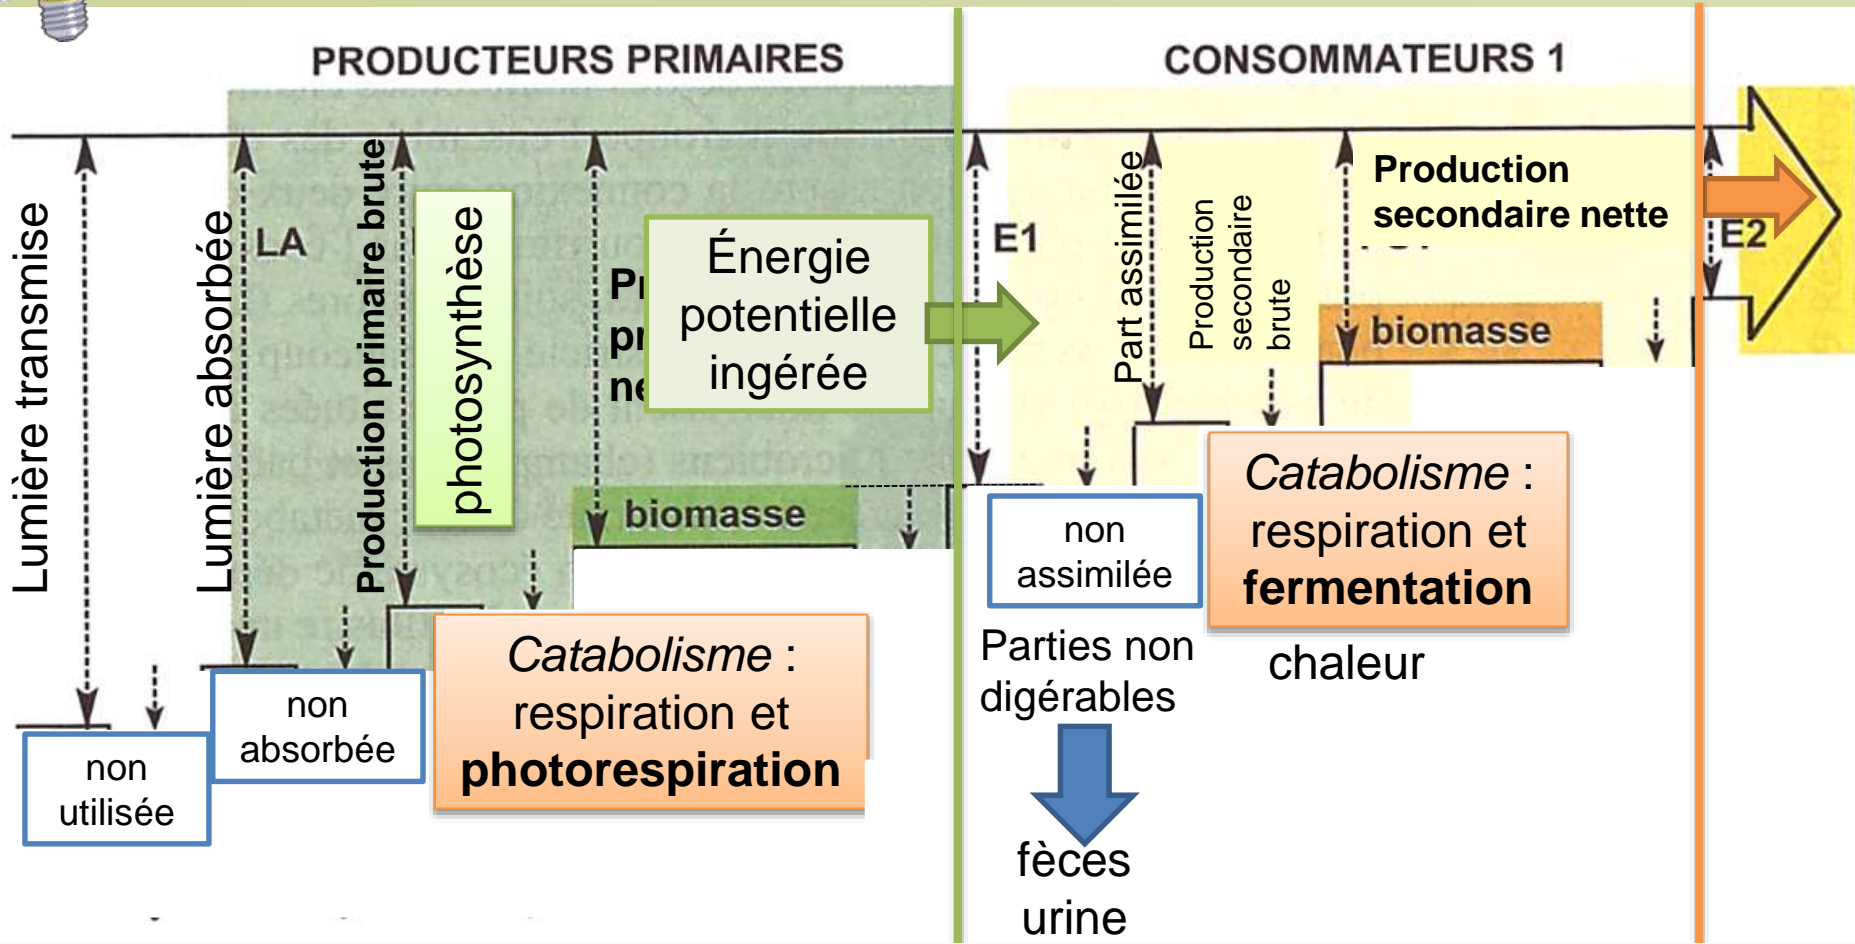 PRODUCTEURS PRIMAIRES
CONSOMMATEURS 1
Lumière transmise
Lumière absorbée
LA
Production primaire brute
photosynthèse
Énergie
potentielle
ingérée
biomasse
non
utilisée
non
absorbée
Catabolisme :
respiration et
photorespiration
E1
Part assimilée
Production
secondaire
brute
Production
secondaire nette
biomasse
E2
non
assimilée
Catabolisme :
respiration et
fermentation
Parties non
digérables
chaleur
fèces
urine